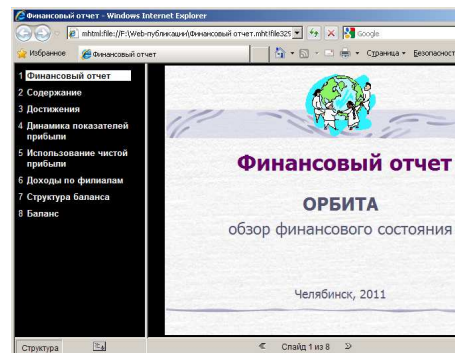 Финансовый отчет - Windows Internet Explorer
mhtml:file://F:\Web-публикации\Финансовый отчет.mht!file325
Google
Избранное
Финансовый отчет
Страница
Безопасност
1 Финансовый отчет
2 Содержание
3 Достижения
4 Динамика показателей
прибыли
5 Использование чистой
прибыли
6 Доходы по филиалам
7 Структура баланса
8 Баланс
Финансовый отчет
ОРБИТА
обзор финансового состояния
Челябинск, 2011
Структура
Слайд 1 из 8